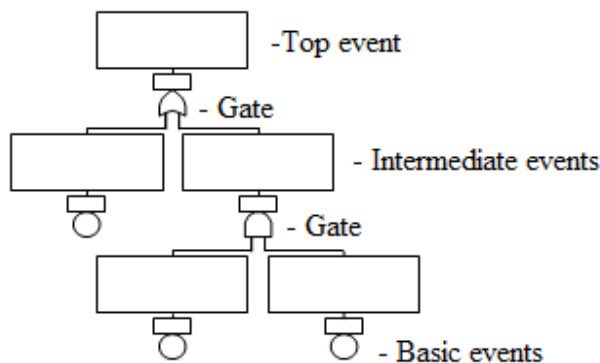 -Top event
- Gate
- Intermediate events
- Gate
- Basic events